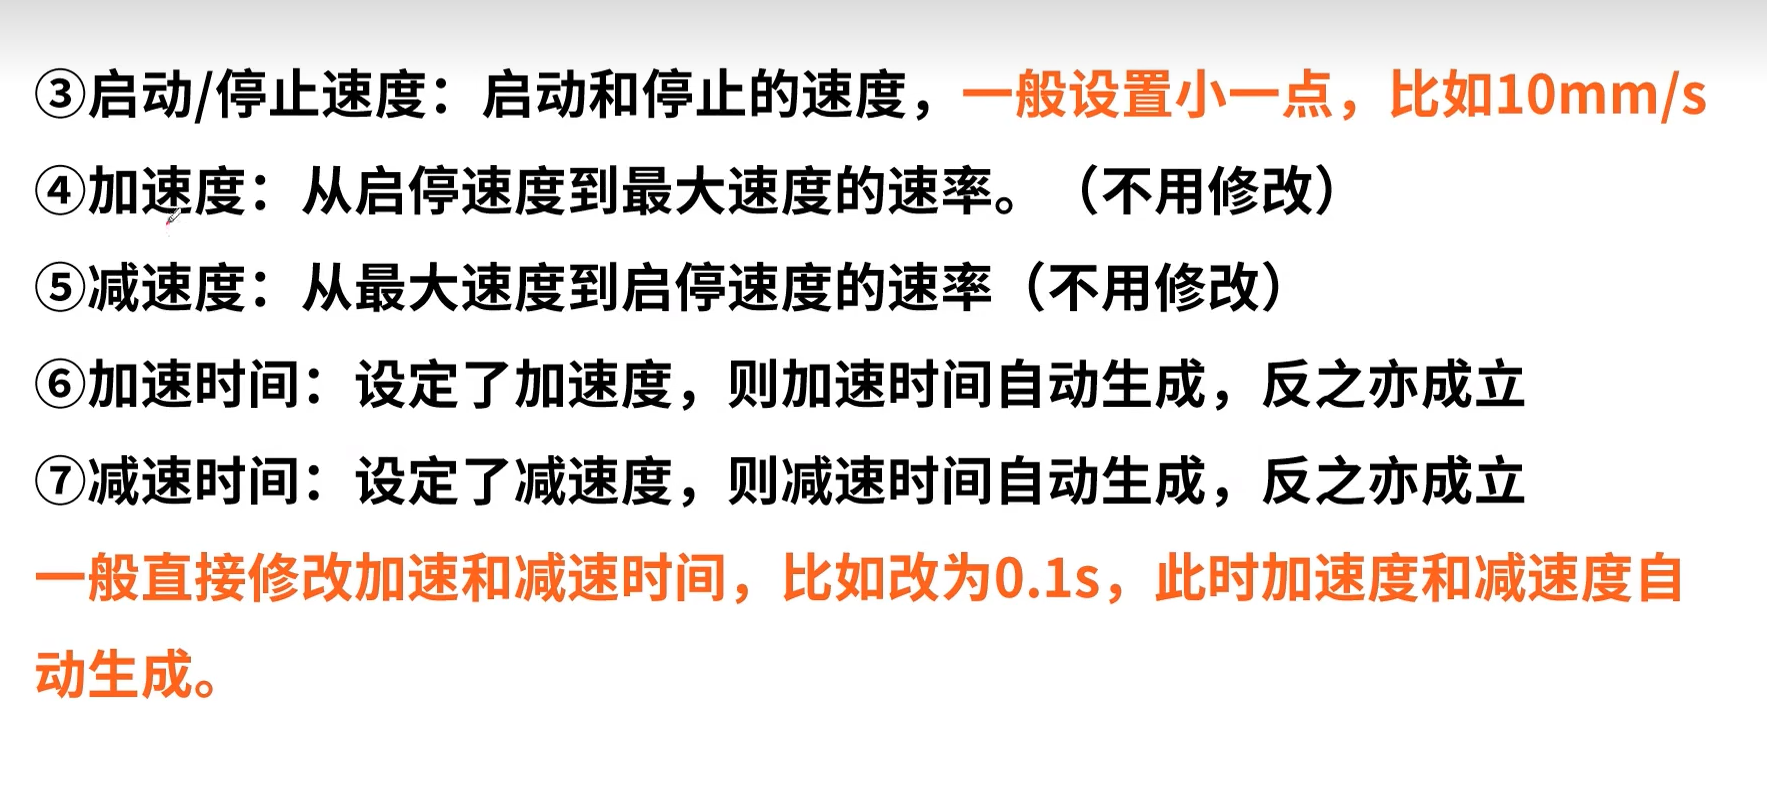 ③启动/停止速度：启动和停止的速度，一般设置小一点，比如10mm/s
④加速度：从启停速度到最大速度的速率。（不用修改）
⑤减速度：从最大速度到启停速度的速率（不用修改）
⑥加速时间：设定了加速度，则加速时间自动生成，反之亦成立
⑦减速时间：设定了减速度，则减速时间自动生成，反之亦成立
一般直接修改加速和减速时间，比如改为0.1s，此时加速度和减速度自
动生成。